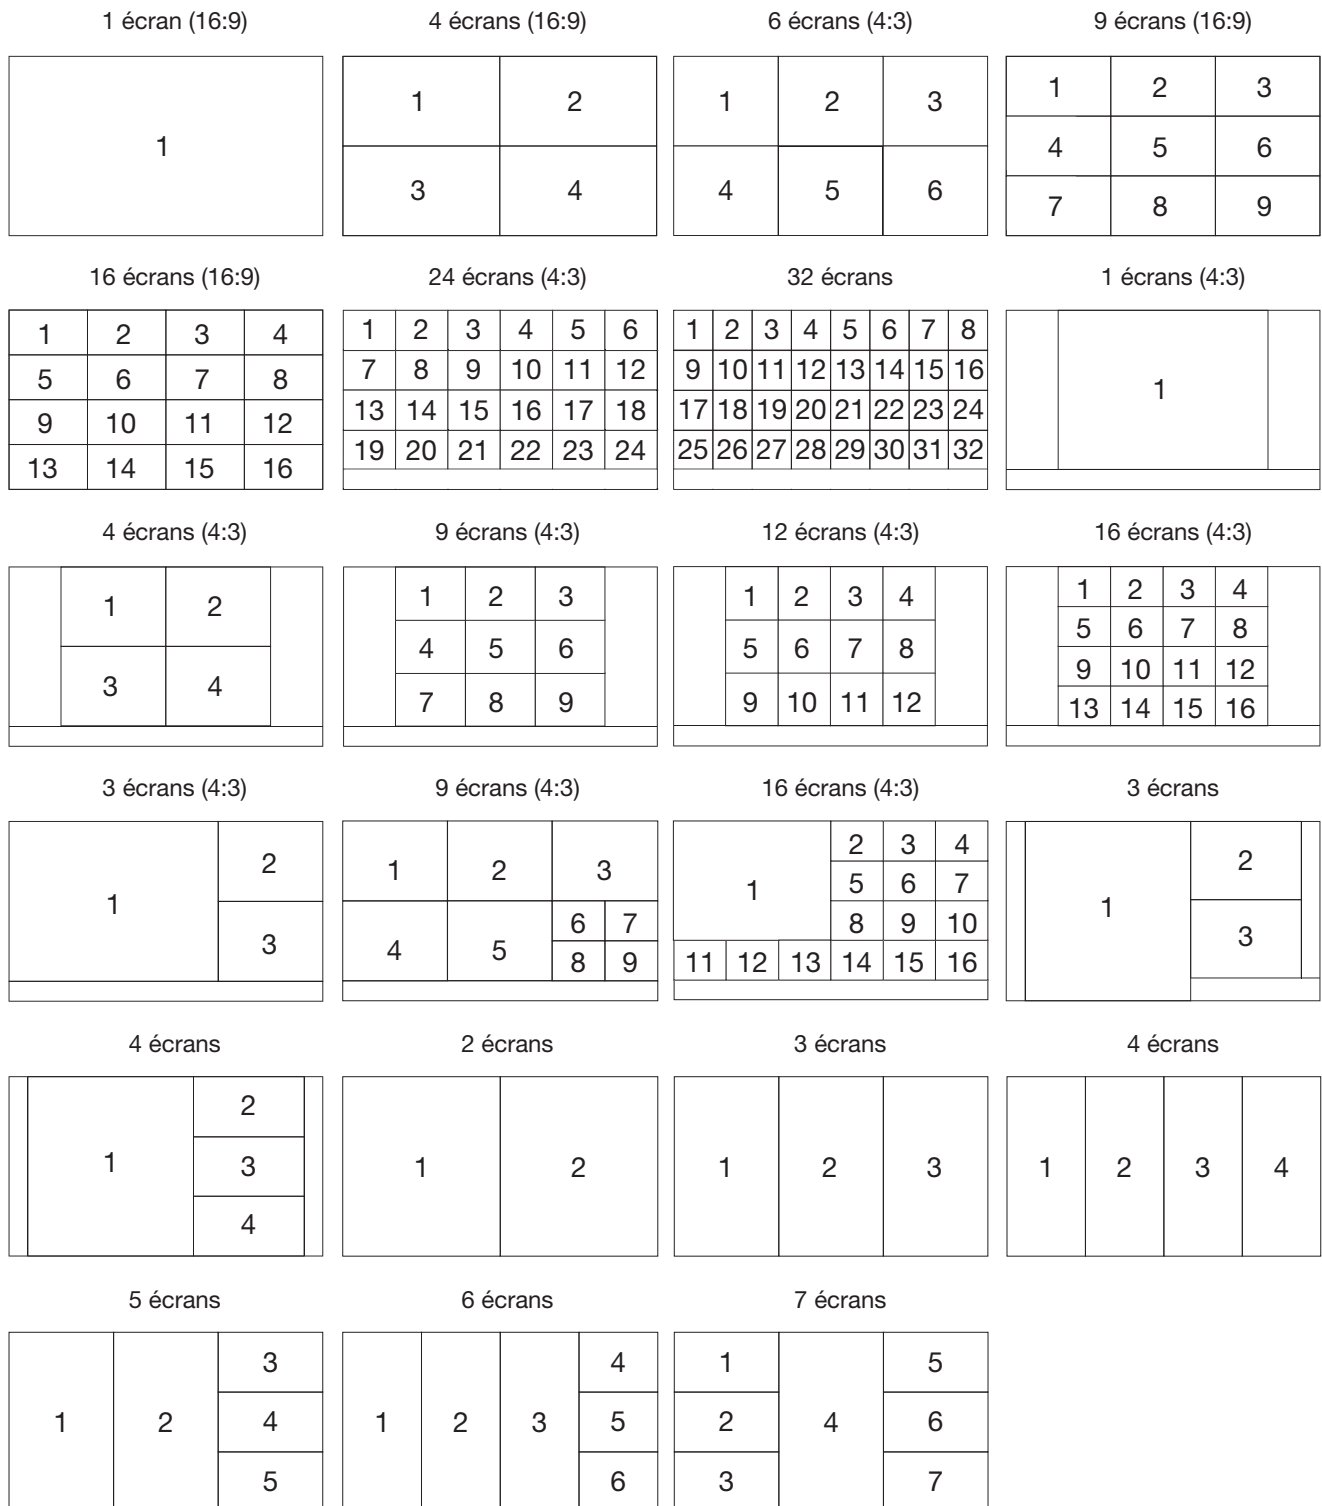 1 écran (16:9) 4 écrans (16:9) 6 écrans (4:3) 9 écrans (16:9)
1 2 3
1 2 1 2 3
1 4 5 6
3 4 4 5 6
7 8 9
16 écrans (16:9) 24 écrans (4:3) 32 écrans 1 écrans (4:3)
1 2 3 4 1 2 3 4 5 6 1 2 3 4 5 6 7 8
5 6 7 8 7 8 9 10 11 12 9 10 11 12 13 14 15 16
1
9 10 11 12 13 14 15 16 17 18 17 18 19 20 21 22 23 24
13 14 15 16 19 20 21 22 23 24 25 26 27 28 29 30 31 32
4 écrans (4:3) 9 écrans (4:3) 12 écrans (4:3) 16 écrans (4:3)
1 2 1 2 3 1 2 3 4 1 2 3 4
5 6 7 8
4 5 6 5 6 7 8
3 4 9 10 11 12
7 8 9 9 10 11 12 13 14 15 16
3 écrans (4:3) 9 écrans (4:3) 16 écrans (4:3) 3 écrans
2 1 2 3 2 3 4 2
1 1 5 6 7 1
3 4 5 6 7 8 9 10 3
8 9 11 12 13 14 15 16
4 écrans 2 écrans 3 écrans 4 écrans
2
1 3 1 2 1 2 3 1 2 3 4
4
5 écrans 6 écrans 7 écrans
3 4 1 5
1 2 4 1 2 3 5 2 4 6
5 6 3 7